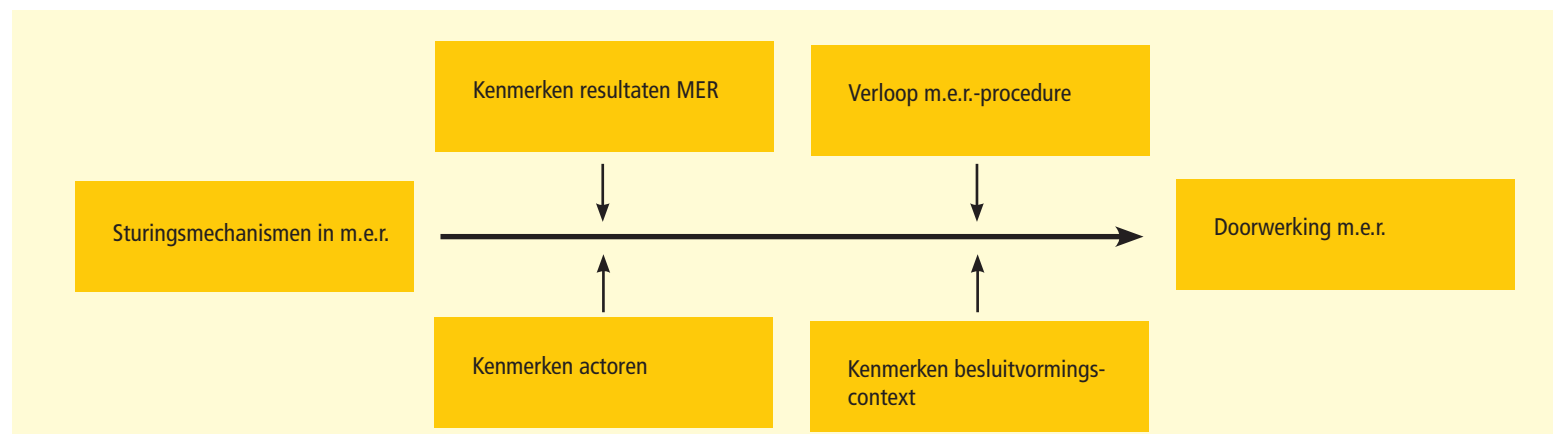 Kenmerken resultaten MER
Verloop m.e.r.-procedure
Sturingsmechanismen in m.e.r.
Doorwerking m.e.r.
Kenmerken actoren
Kenmerken besluitvormings-
context